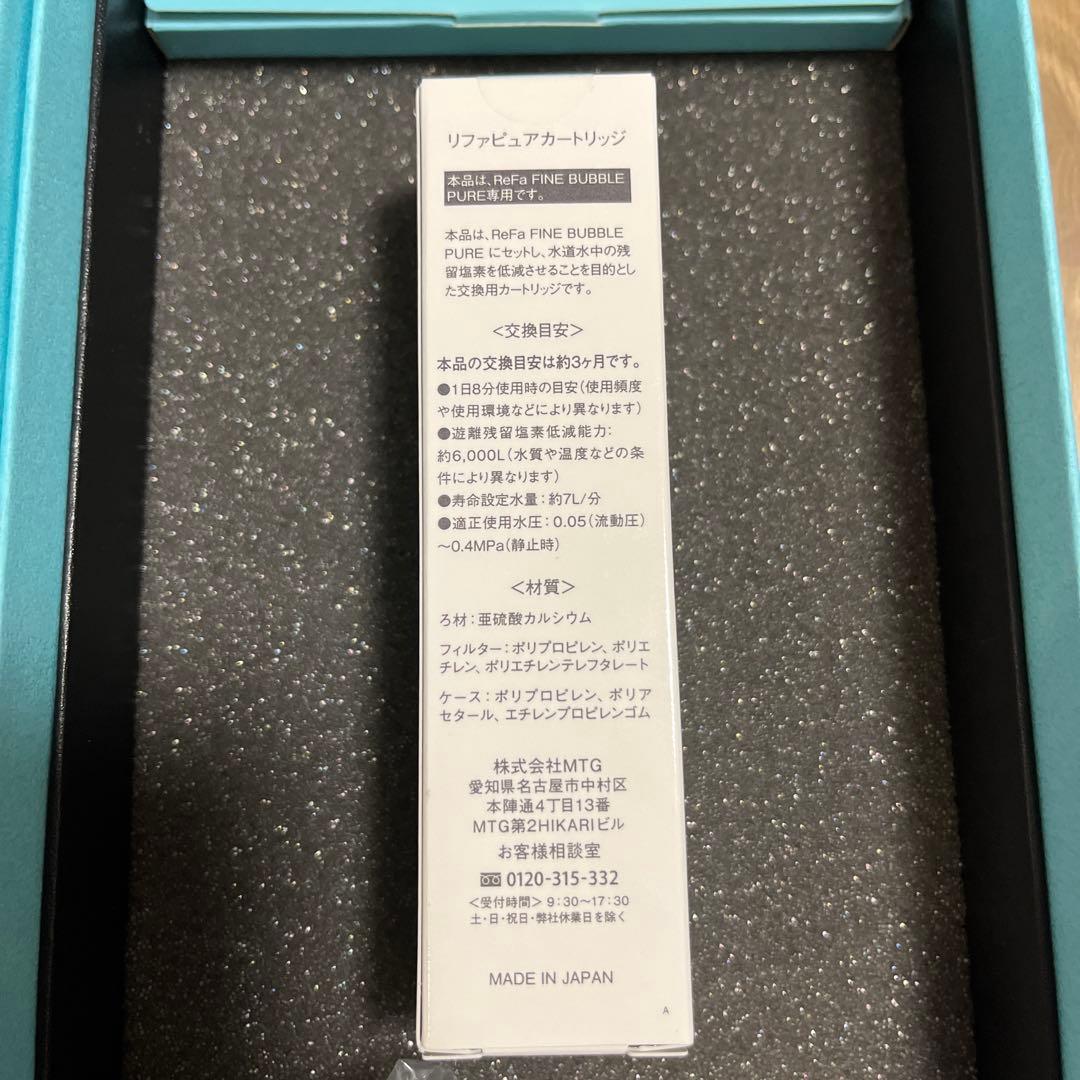 リファピュアカートリッジ
本品は、ReFa FINE BUBBLE
PURE専用です。
本品は、ReFa FINE BUBBLE
PURE にセットし、水道水中の残
留塩素を低減させることを目的とし
た交換用カートリッジです。
＜交換目安＞
本品の交換目安は約3ヶ月です。
●1日8分使用時の目安（使用頻度
や使用環境などにより異なります）
●遊離残留塩素低減能力：
約6,000L（水質や温度などの条
件により異なります）
●寿命設定水量：約7L/分
●適正使用水圧：0.05（流動圧）
～0.4MPa（静止時）
＜材質＞
ろ材：亜硫酸カルシウム
フィルター：ポリプロピレン、ポリエ
チレン、ポリエチレンテレフタレート
ケース：ポリプロピレン、ポリア
セタール、エチレンプロピレンゴム
株式会社MTG
愛知県名古屋市中村区
本陣通4丁目13番
MTG第2HIKARIビル
お客様相談室
0120-315-332
＜受付時間＞9：30～17：30
土・日・祝日・弊社休業日を除く
MADE IN JAPAN
A